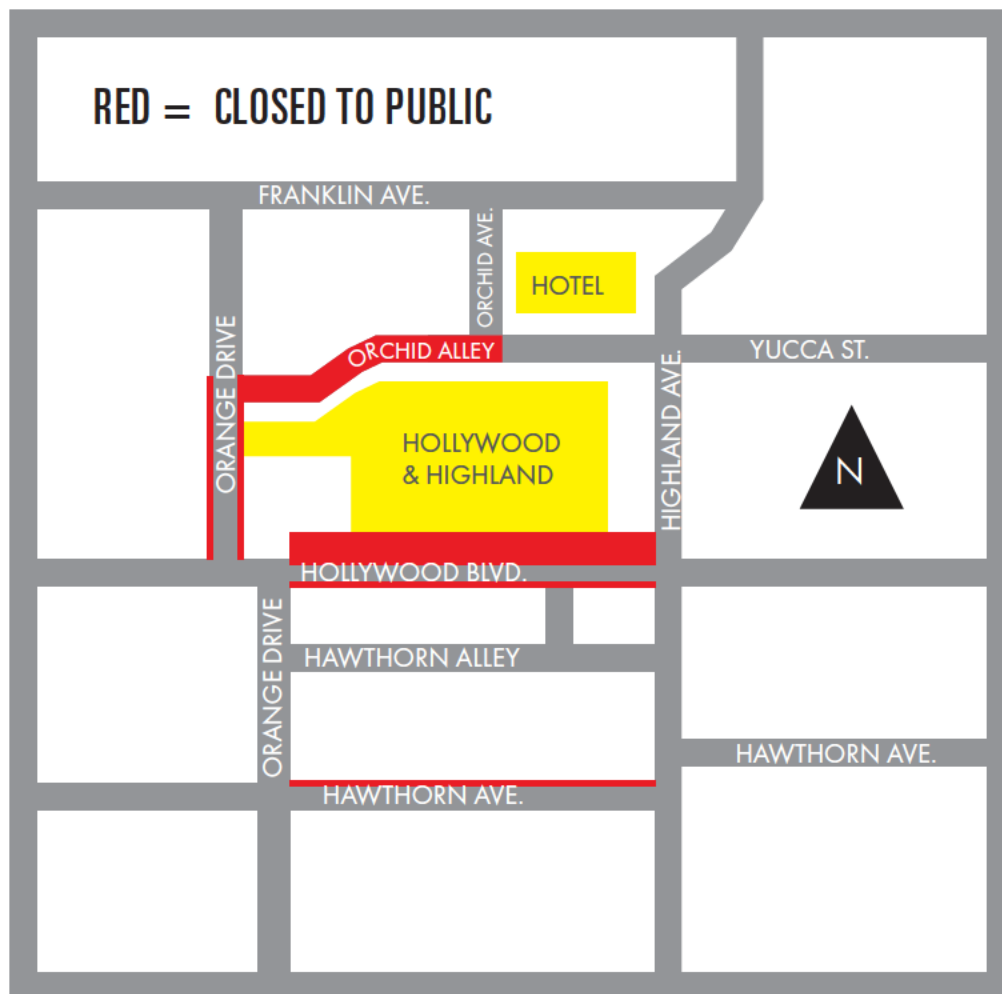 RED = CLOSED TO PUBLIC
FRANKLIN AVE.
ORCHID AVE.
HOTEL
ORANGE DRIVE
ORCHID ALLEY
YUCCA ST.
HIGHLAND AVE.
HOLLYWOOD
& HIGHLAND
N
HOLLYWOOD BLVD.
ORANGE DRIVE
HAWTHORN ALLEY
HAWTHORN AVE.
HAWTHORN AVE.